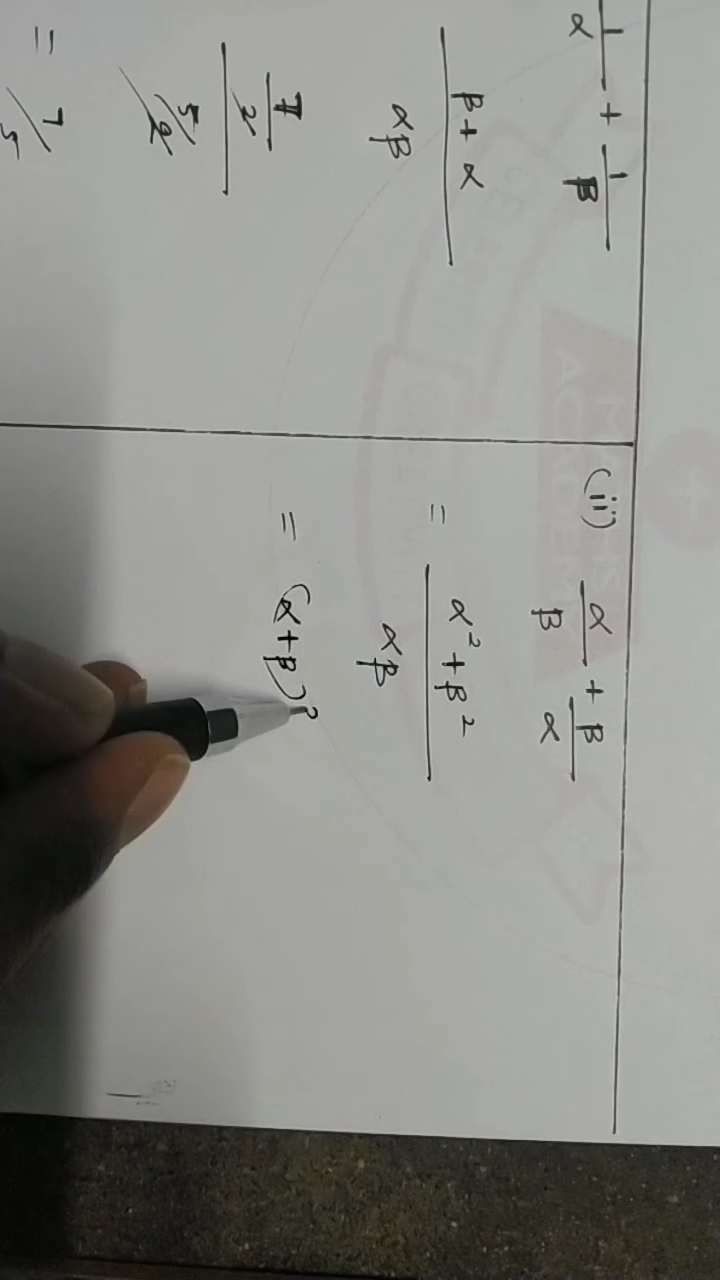 1/α + 1/β
β + α
αβ
7/2
5/2
= 7/5
(ii) α/β + β/α
= α² + β²
αβ
= (α + β)²